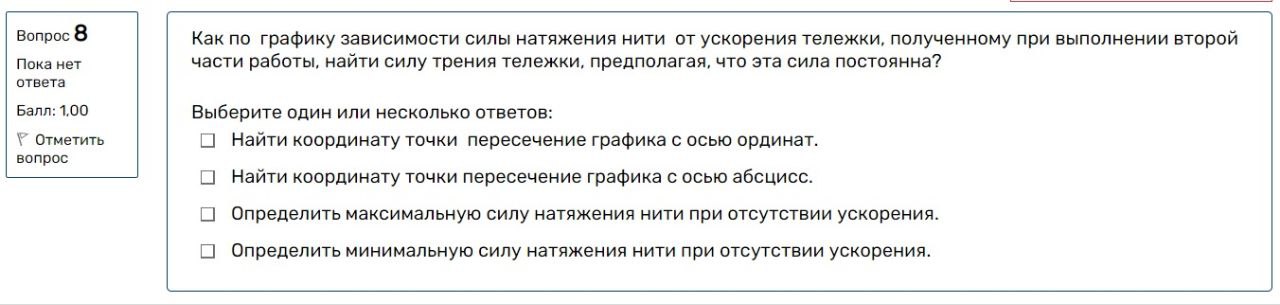 Вопрос 8
Пока нет
ответа
Балл: 1,00
Отметить
вопрос
Как по графику зависимости силы натяжения нити от ускорения тележки, полученному при выполнении второй
части работы, найти силу трения тележки, предполагая, что эта сила постоянна?
Выберите один или несколько ответов:
Найти координату точки пересечение графика с осью ординат.
Найти координату точки пересечение графика с осью абсцисс.
Определить максимальную силу натяжения нити при отсутствии ускорения.
Определить минимальную силу натяжения нити при отсутствии ускорения.